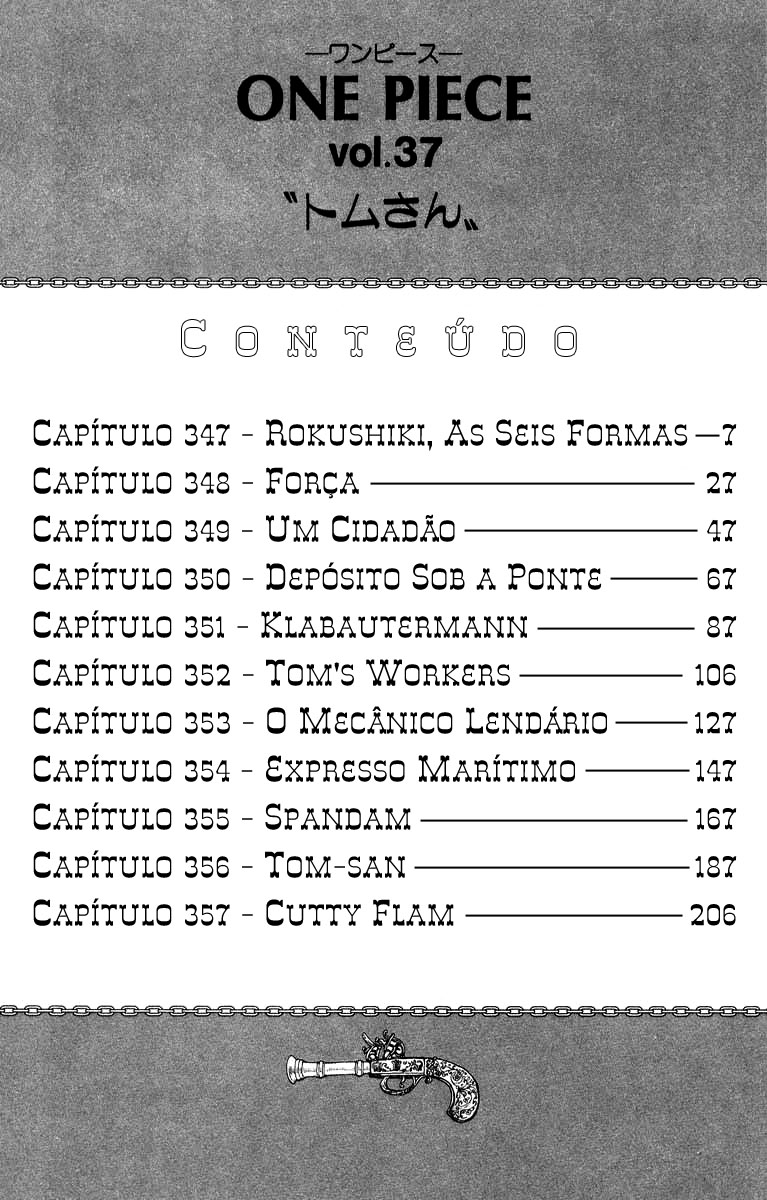 —ワンピース—
ONE PIECE
vol.37
〝トムさん〟
Conteúdo
Capítulo 347 - Rokushiki, As Seis Formas — 7
Capítulo 348 - Força — 27
Capítulo 349 - Um Cidadão — 47
Capítulo 350 - Depósito Sob a Ponte — 67
Capítulo 351 - Klabautermann — 87
Capítulo 352 - Tom's Workers — 106
Capítulo 353 - O Mecânico Lendário — 127
Capítulo 354 - Expresso Marítimo — 147
Capítulo 355 - Spandam — 167
Capítulo 356 - Tom-san — 187
Capítulo 357 - Cutty Flam — 206